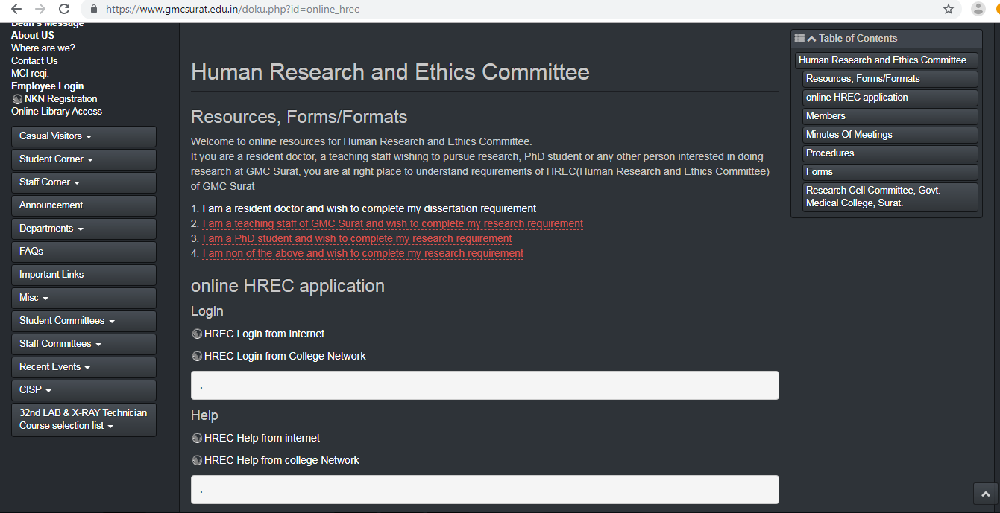 https://www.gmcsurat.edu.in/doku.php?id=online_hrec
Dean's Message
About US
Where are we?
Contact Us
MCI reqi.
Employee Login
NKN Registration
Online Library Access
Casual Visitors
Student Corner
Staff Corner
Announcement
Departments
FAQs
Important Links
Misc
Student Committees
Staff Committees
Recent Events
CISP
32nd LAB & X-RAY Technician
Course selection list
Human Research and Ethics Committee
Resources, Forms/Formats
Welcome to online resources for Human Research and Ethics Committee.
It you are a resident doctor, a teaching staff wishing to pursue research, PhD student or any other person interested in doing
research at GMC Surat, you are at right place to understand requirements of HREC(Human Research and Ethics Committee)
of GMC Surat
1. I am a resident doctor and wish to complete my dissertation requirement
2. I am a teaching staff of GMC Surat and wish to complete my research requirement
3. I am a PhD student and wish to complete my research requirement
4. I am non of the above and wish to complete my research requirement
online HREC application
Login
HREC Login from Internet
HREC Login from College Network
.
Help
HREC Help from internet
HREC Help from college Network
.
Table of Contents
Human Research and Ethics Committee
Resources, Forms/Formats
online HREC application
Members
Minutes Of Meetings
Procedures
Forms
Research Cell Committee, Govt.
Medical College, Surat.